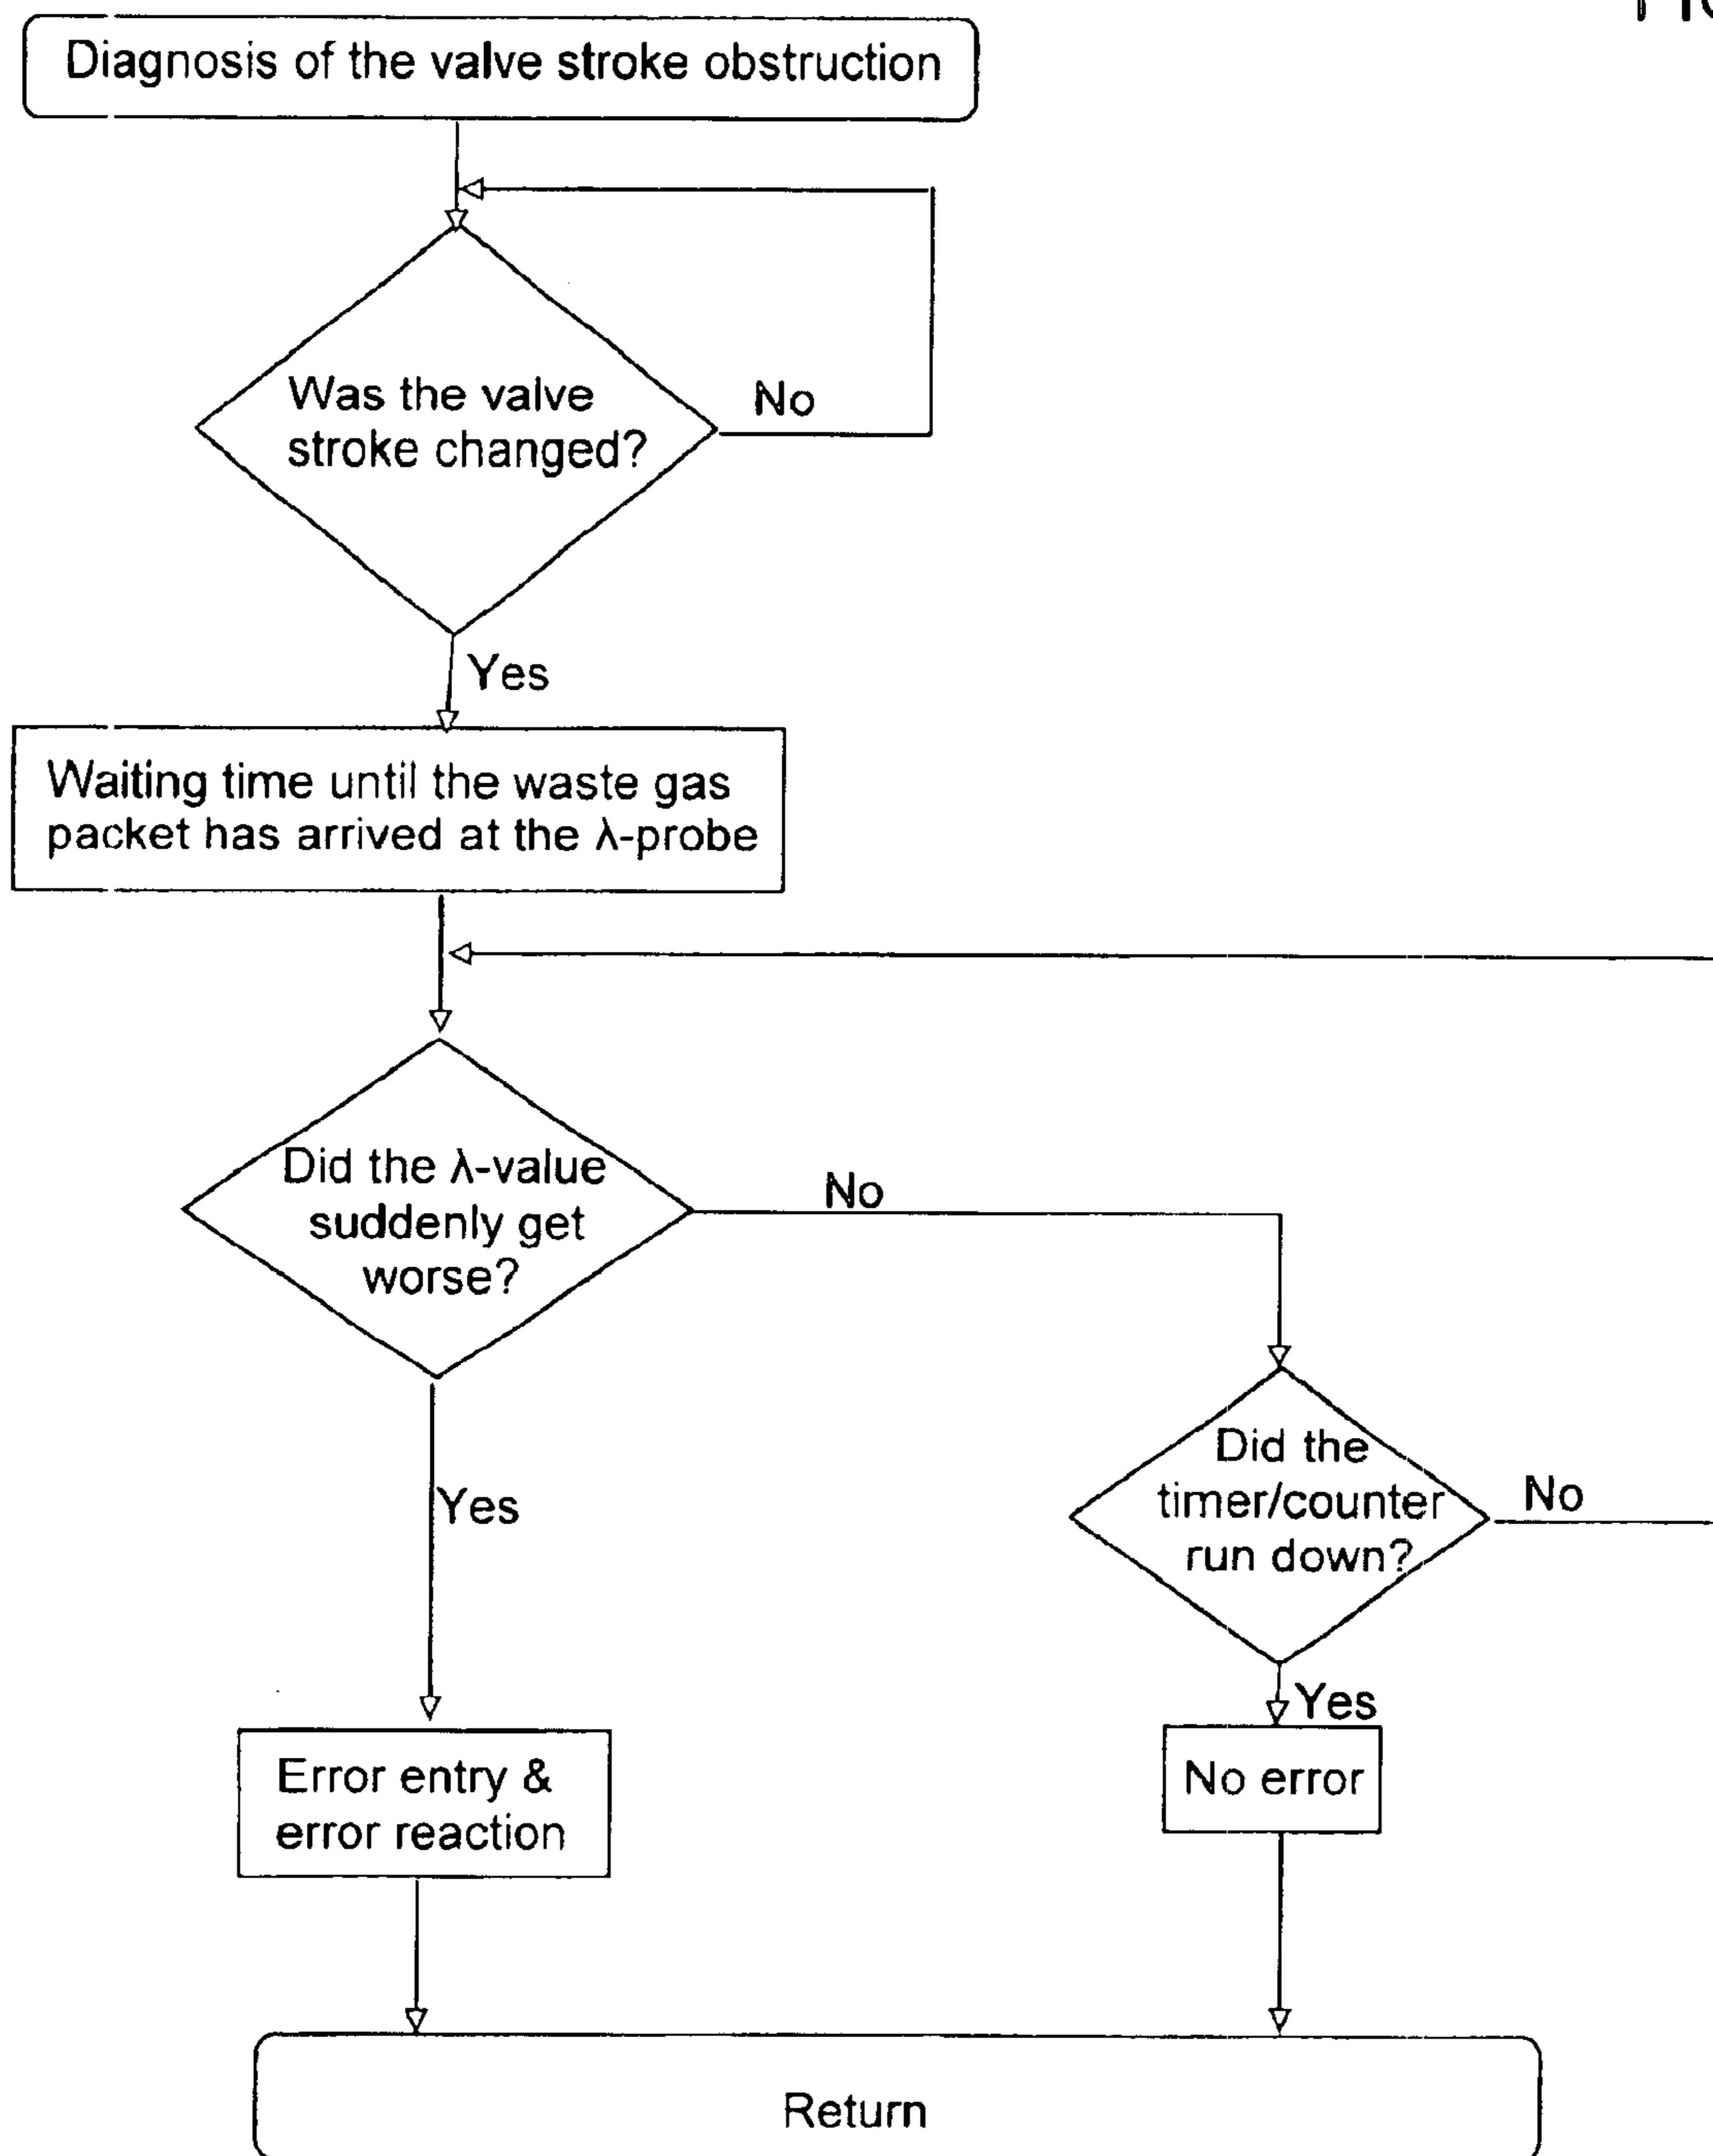 Diagnosis of the valve stroke obstruction
Was the valve
stroke changed?
No
Yes
Waiting time until the waste gas
packet has arrived at the λ-probe
Did the λ-value
suddenly get
worse?
No
Yes
Did the
timer/counter
run down?
No
Yes
Error entry &
error reaction
No error
Return